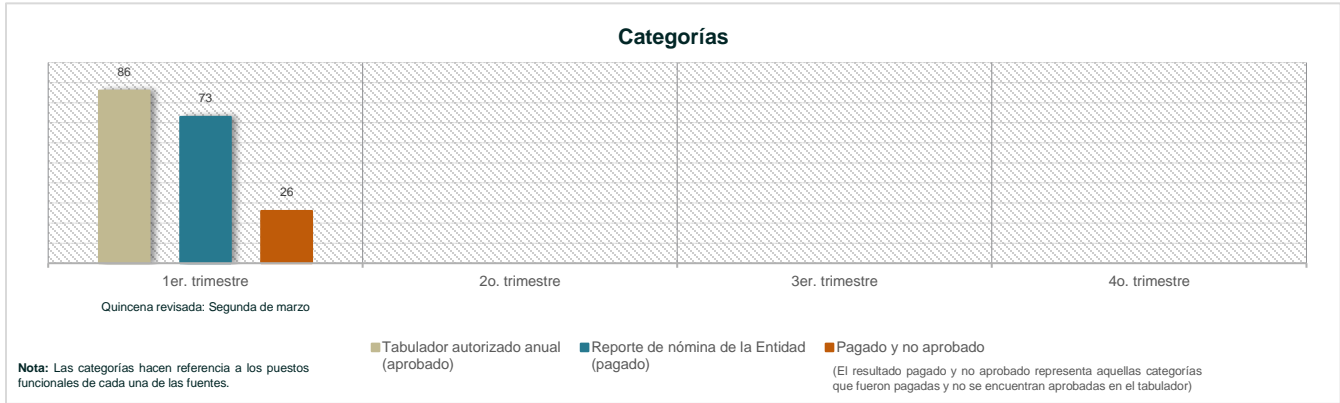 Categorías
86
73
26
1er. trimestre
2o. trimestre
3er. trimestre
4o. trimestre
Quincena revisada: Segunda de marzo
Tabulador autorizado anual
(aprobado)
Reporte de nómina de la Entidad
(pagado)
Pagado y no aprobado
(El resultado pagado y no aprobado representa aquellas categorías
que fueron pagadas y no se encuentran aprobadas en el tabulador)
Nota: Las categorías hacen referencia a los puestos
funcionales de cada una de las fuentes.